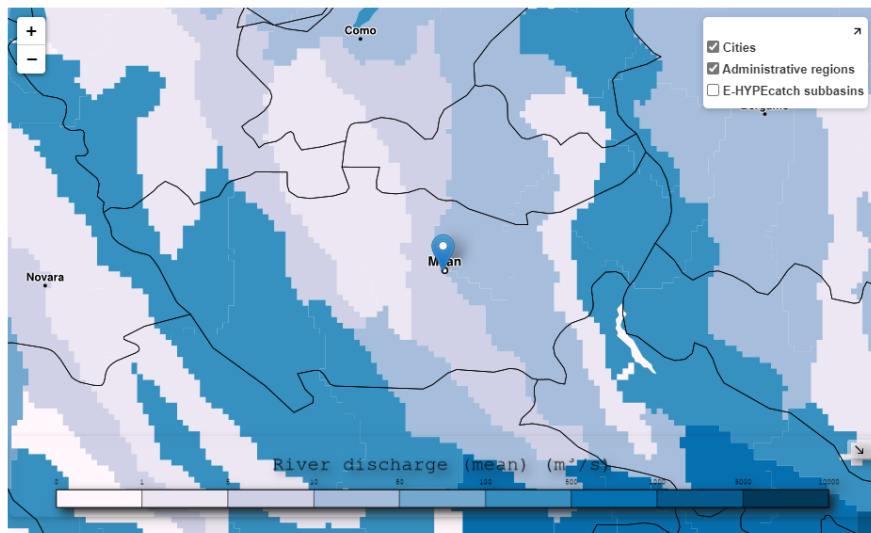 +
Como
Cities
−
Administrative regions
E-HYPEcatch subbasins
Milan
Novara
River discharge (mean) (m³/s)
0 1 5 10 50 100 500 1000 5000 10000